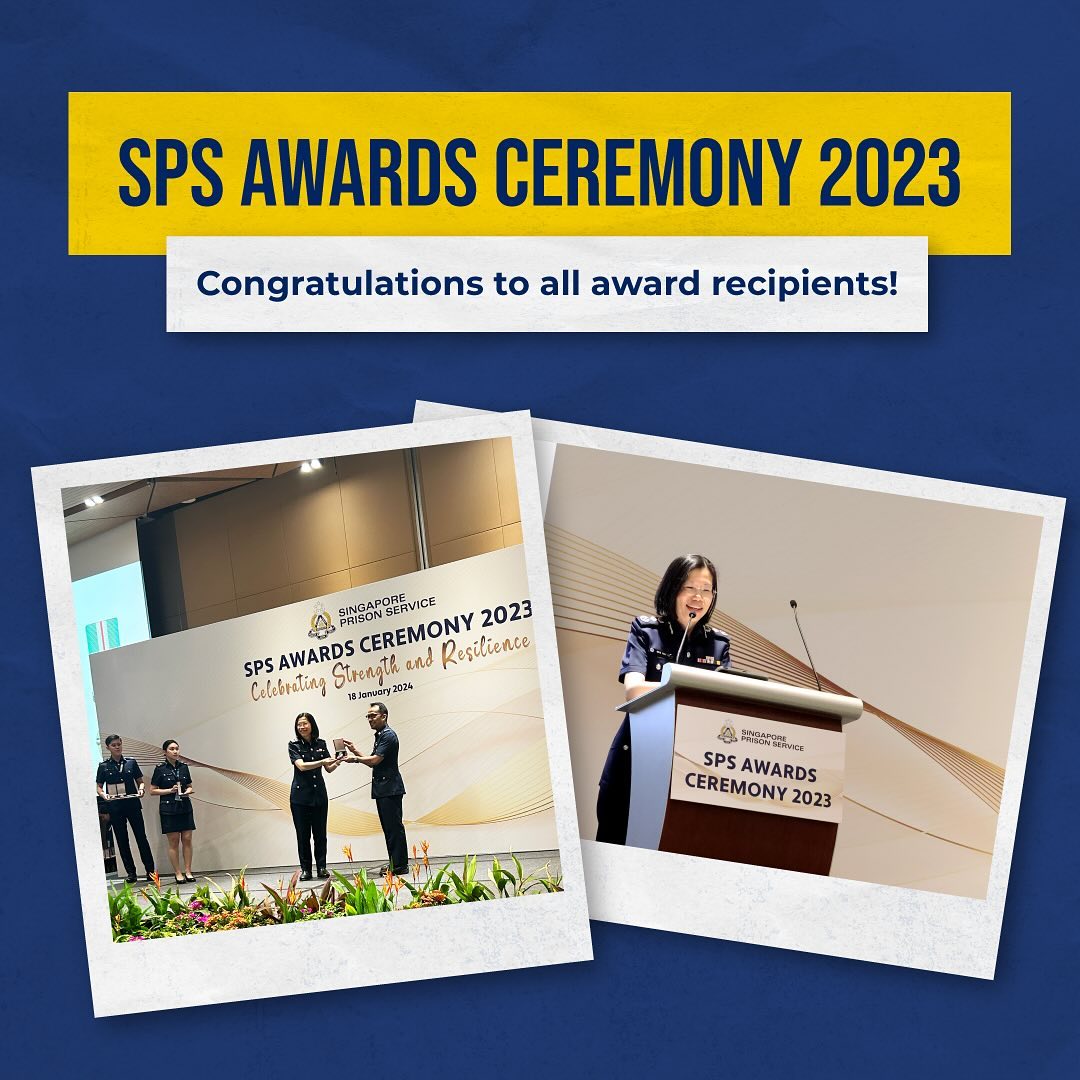 SPS AWARDS CEREMONY 2023
Congratulations to all award recipients!
SINGAPORE
PRISON SERVICE
SPS AWARDS CEREMONY 2023
Celebrating Strength and Resilience
18 January 2024
SINGAPORE
PRISON SERVICE
SPS AWARDS
CEREMONY 2023